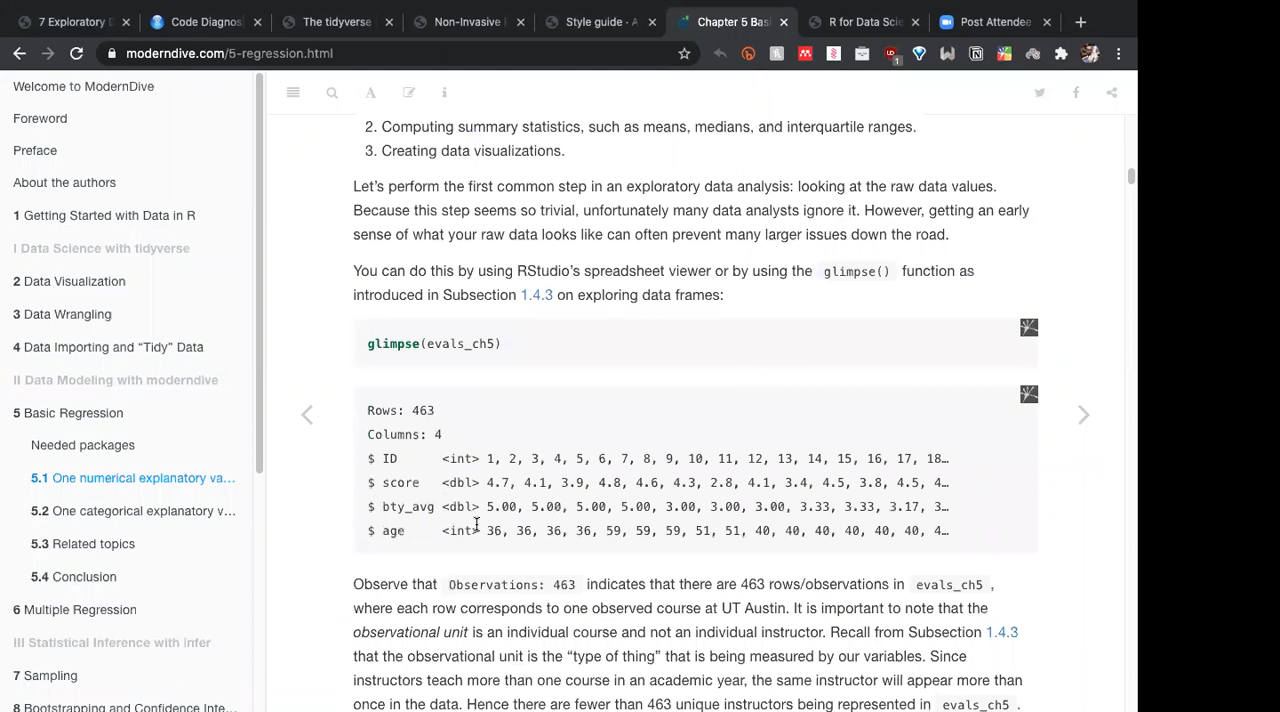 7 Exploratory D
Code Diagnos
The tidyverse
Non-Invasive
Style guide · A
Chapter 5 Bas
R for Data Scie
Post Attendee
moderndive.com/5-regression.html
1
Welcome to ModernDive
Foreword
Preface
About the authors
1 Getting Started with Data in R
I Data Science with tidyverse
2 Data Visualization
3 Data Wrangling
4 Data Importing and “Tidy” Data
II Data Modeling with moderndive
5 Basic Regression
Needed packages
5.1 One numerical explanatory va...
5.2 One categorical explanatory v...
5.3 Related topics
5.4 Conclusion
6 Multiple Regression
III Statistical Inference with infer
7 Sampling
8 Bootstrapping and Confidence Inte...
2. Computing summary statistics, such as means, medians, and interquartile ranges.
3. Creating data visualizations.
Let’s perform the first common step in an exploratory data analysis: looking at the raw data values.
Because this step seems so trivial, unfortunately many data analysts ignore it. However, getting an early
sense of what your raw data looks like can often prevent many larger issues down the road.
You can do this by using RStudio’s spreadsheet viewer or by using the glimpse() function as
introduced in Subsection 1.4.3 on exploring data frames:
glimpse(evals_ch5)
Rows: 463
Columns: 4
$ ID <int> 1, 2, 3, 4, 5, 6, 7, 8, 9, 10, 11, 12, 13, 14, 15, 16, 17, 18…
$ score <dbl> 4.7, 4.1, 3.9, 4.8, 4.6, 4.3, 2.8, 4.1, 3.4, 4.5, 3.8, 4.5, 4…
$ bty_avg <dbl> 5.00, 5.00, 5.00, 5.00, 3.00, 3.00, 3.00, 3.33, 3.33, 3.17, 3…
$ age <int> 36, 36, 36, 36, 59, 59, 59, 51, 51, 40, 40, 40, 40, 40, 40, 4…
Observe that Observations: 463 indicates that there are 463 rows/observations in evals_ch5 ,
where each row corresponds to one observed course at UT Austin. It is important to note that the
observational unit is an individual course and not an individual instructor. Recall from Subsection 1.4.3
that the observational unit is the “type of thing” that is being measured by our variables. Since
instructors teach more than one course in an academic year, the same instructor will appear more than
once in the data. Hence there are fewer than 463 unique instructors being represented in evals_ch5 .